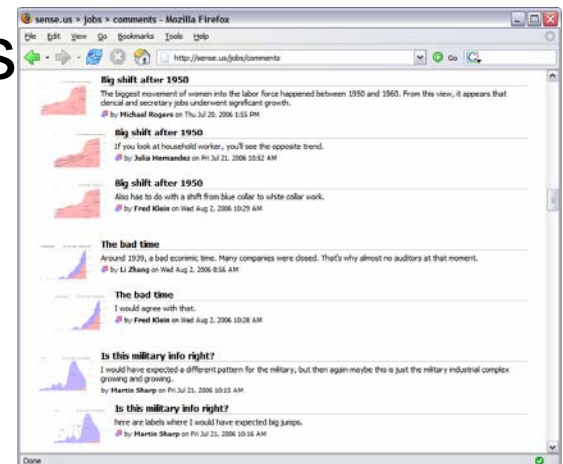 s
sense.us > jobs > comments - Mozilla Firefox
File Edit View Go Bookmarks Tools Help
http://sense.us/jobs/comments Go
Big shift after 1950
The biggest movement of women into the labor force happened between 1950 and 1960. From this view, it appears that
clerical and secretary jobs underwent significant growth.
by Michael Rogers on Thu Jul 20, 2006 1:55 PM
Big shift after 1950
If you look at household worker, you'll see the opposite trend.
by Julia Hernandez on Fri Jul 21, 2006 10:52 AM
Big shift after 1950
Also has to do with a shift from blue collar to white collar work.
by Fred Klein on Wed Aug 2, 2006 10:29 AM
The bad time
Around 1939, a bad econimic time. Many companies were closed. That's why almost no auditors at that moment.
by Li Zhang on Wed Aug 2, 2006 8:56 AM
The bad time
I would agree with that.
by Fred Klein on Wed Aug 2, 2006 10:28 AM
Is this military info right?
I would have expected a different pattern for the military, but then again maybe this is just the military industrial complex
growing and growing.
by Martin Sharp on Fri Jul 21, 2006 10:15 AM
Is this military info right?
here are labels where I would have expected big jumps.
by Martin Sharp on Fri Jul 21, 2006 10:16 AM
Done